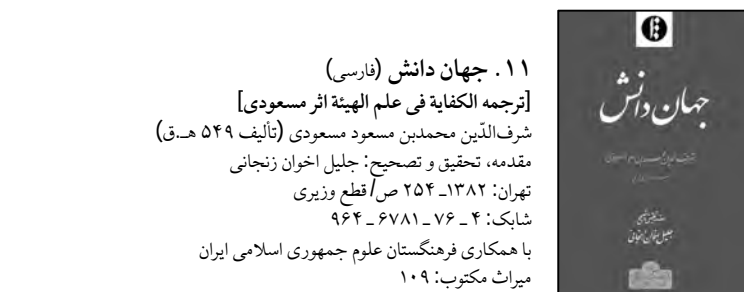 ۱۱. جهان دانش (فارسی)
[ترجمه الکفایة فی علم الهیئة اثر مسعودی]
شرف‌الدّین محمدبن مسعود مسعودی (تألیف ۵۴۹ هـ.ق)
مقدمه، تحقیق و تصحیح: جلیل اخوان زنجانی
تهران: ۱۳۸۲ـ ۲۵۴ ص/ قطع وزیری
شابک: ۴ ـ ۷۶ ـ ۶۷۸۱ ـ ۹۶۴
با همکاری فرهنگستان علوم جمهوری اسلامی ایران
میراث مکتوب: ۱۰۹
جهان دانش
جلیل اخوان زنجانی